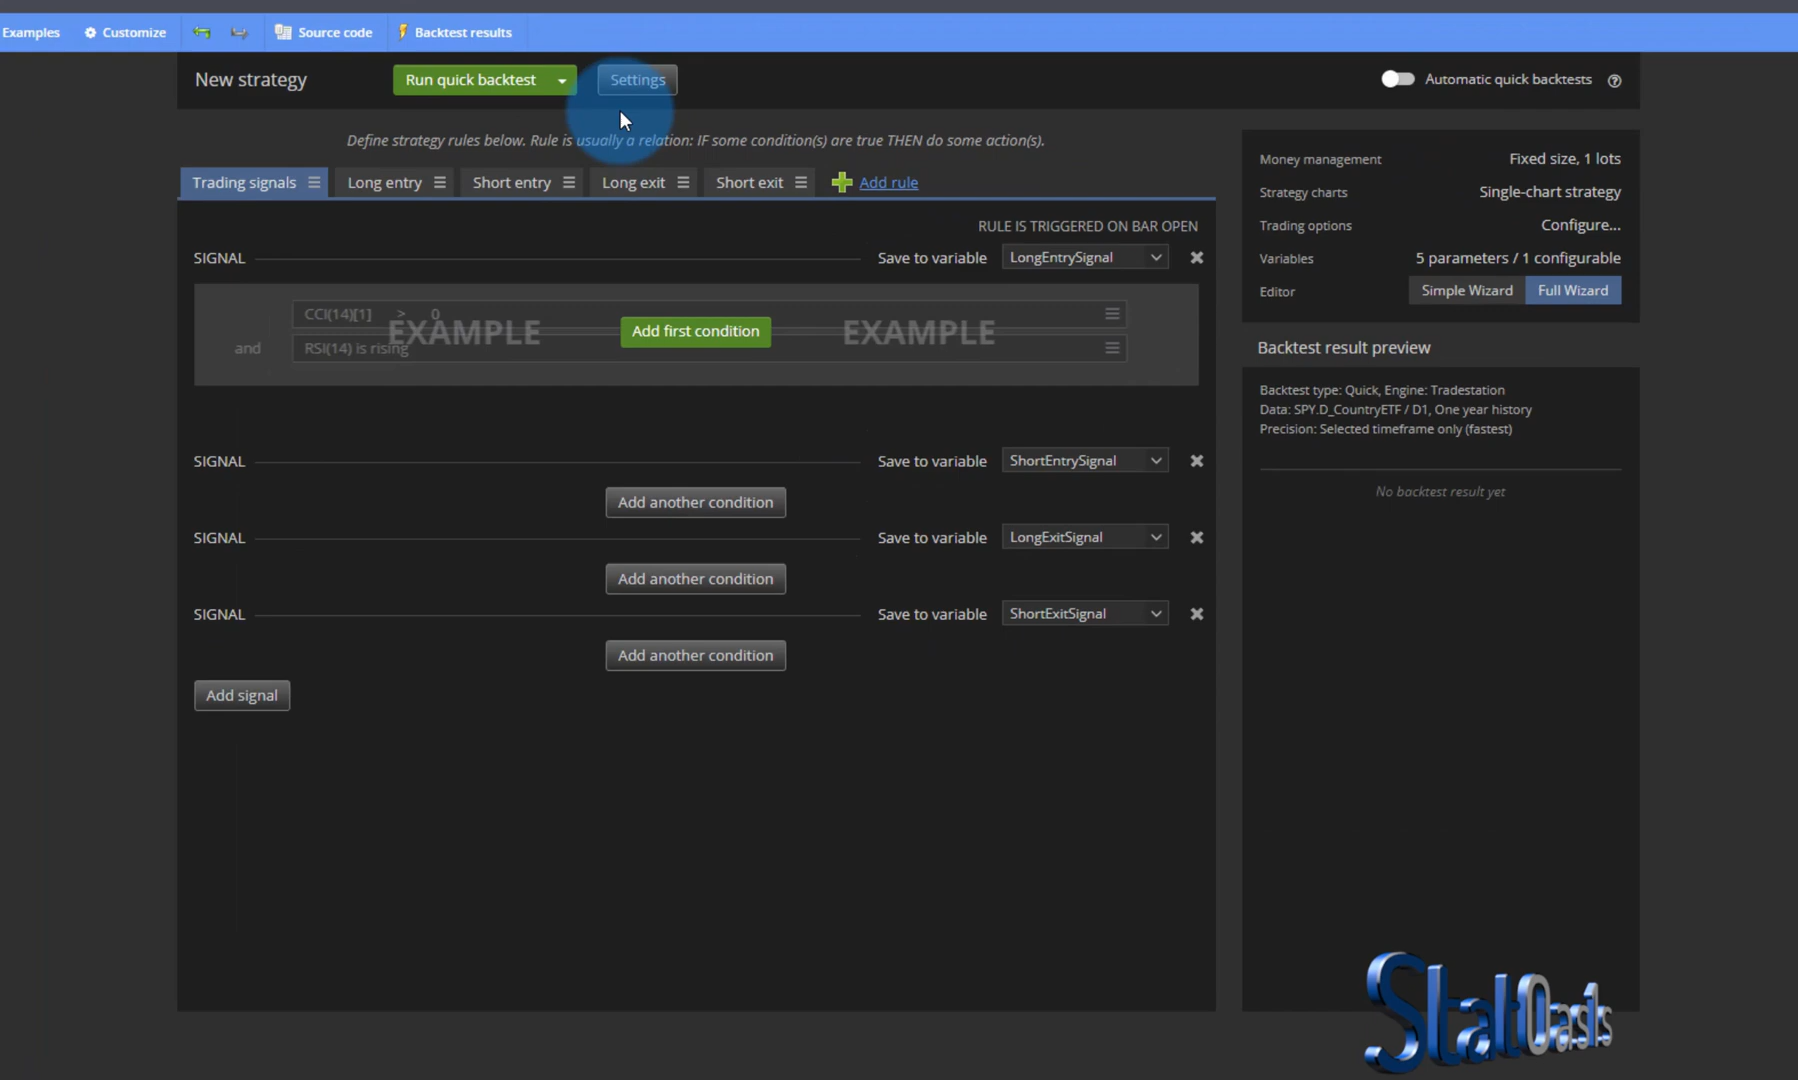 Examples Customize Source code Backtest results
New strategy Run quick backtest Settings Automatic quick backtests ?
Define strategy rules below. Rule is usually a relation: IF some condition(s) are true THEN do some action(s).
Trading signals Long entry Short entry Long exit Short exit Add rule
RULE IS TRIGGERED ON BAR OPEN
SIGNAL Save to variable LongEntrySignal
CCI(14)[1] > 0
EXAMPLE Add first condition EXAMPLE
and RSI(14) is rising
SIGNAL Save to variable ShortEntrySignal
Add another condition
SIGNAL Save to variable LongExitSignal
Add another condition
SIGNAL Save to variable ShortExitSignal
Add another condition
Add signal
Money management Fixed size, 1 lots
Strategy charts Single-chart strategy
Trading options Configure...
Variables 5 parameters / 1 configurable
Editor Simple Wizard Full Wizard
Backtest result preview
Backtest type: Quick, Engine: Tradestation
Data: SPY.D_CountryETF / D1, One year history
Precision: Selected timeframe only (fastest)
No backtest result yet
StatOasis